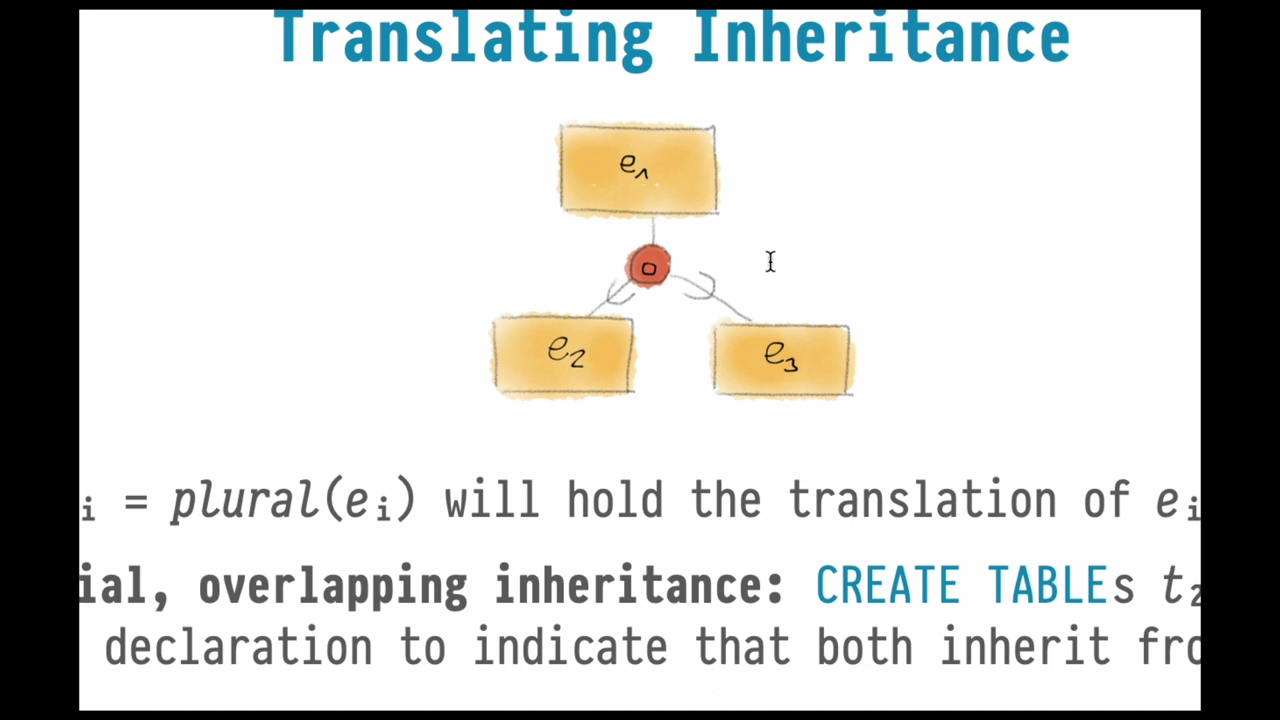 Translating Inheritance
e₁
o
e₂ e₃
ᵢ = plural(eᵢ) will hold the translation of eᵢ
ial, overlapping inheritance: CREATE TABLEs t₂
declaration to indicate that both inherit fro